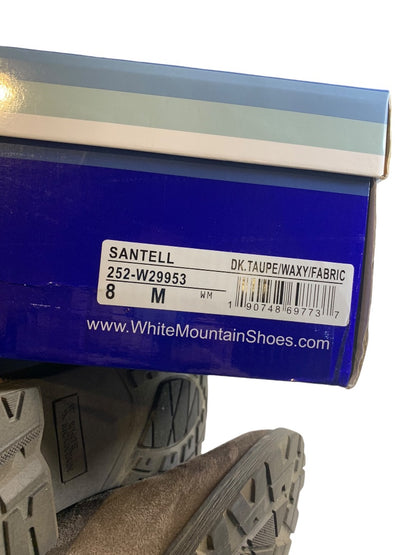 SANTELL DK.TAUPE/WAXY/FABRIC
252-W29953
8 M WM 1 90748 69773 7
www.WhiteMountainShoes.com